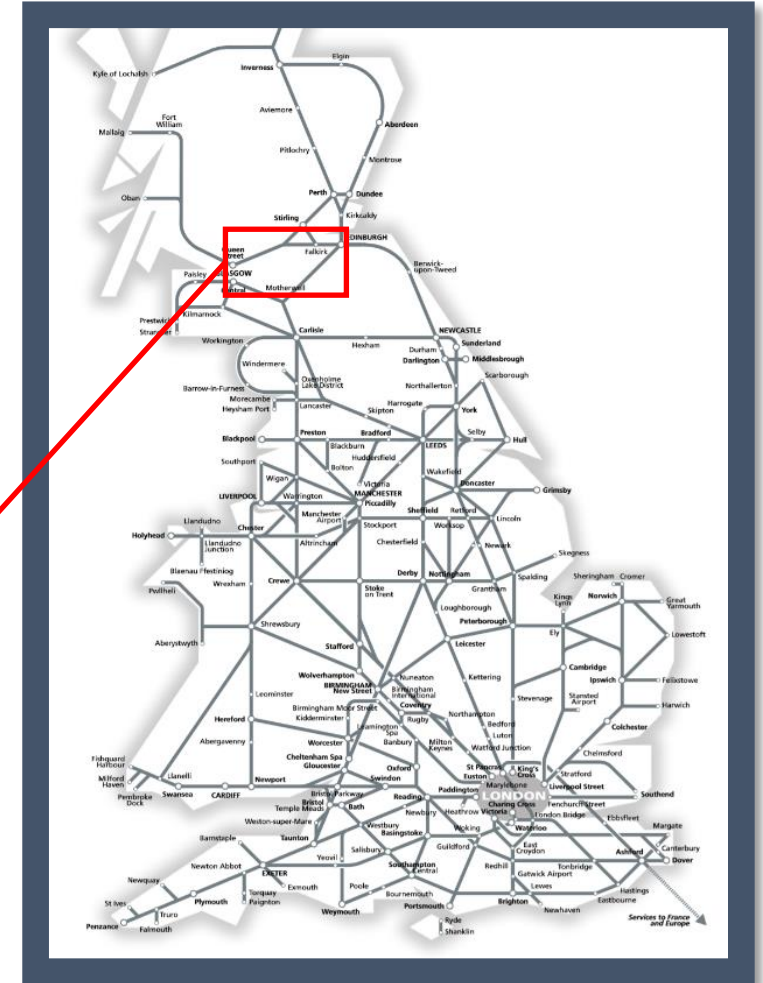 Elgin
Inverness
Kyle of Lochalsh
Aviemore
Fort
William
Mallaig
Aberdeen
Pitlochry
Montrose
Perth
Dundee
Oban
Kirkcaldy
Stirling
EDINBURGH
Falkirk
Queen
Street
Berwick-
upon-Tweed
Paisley
GLASGOW
Central
Motherwell
Kilmarnock
Prestwick
Stranraer
Carlisle
NEWCASTLE
Workington
Hexham
Sunderland
Durham
Darlington
Middlesbrough
Windermere
Scarborough
Oxenholme
Lake District
Barrow-in-Furness
Northallerton
Morecambe
Heysham Port
Lancaster
Harrogate
York
Skipton
Blackpool
Preston
Bradford
Selby
Hull
Blackburn
LEEDS
Huddersfield
Southport
Bolton
Wakefield
Wigan
Victoria
Doncaster
MANCHESTER
Piccadilly
Grimsby
LIVERPOOL
Warrington
Manchester
Airport
Sheffield
Retford
Llandudno
Stockport
Worksop
Lincoln
Holyhead
Chester
Llandudno
Junction
Altrincham
Chesterfield
Newark
Skegness
Blaenau Ffestiniog
Pwllheli
Wrexham
Crewe
Stoke
on Trent
Derby
Nottingham
Grantham
Spalding
Sheringham
Cromer
Kings
Lynn
Norwich
Great
Yarmouth
Loughborough
Peterborough
Ely
Lowestoft
Aberystwyth
Shrewsbury
Stafford
Leicester
Wolverhampton
Nuneaton
Kettering
Cambridge
BIRMINGHAM
New Street
Birmingham
International
Ipswich
Felixstowe
Leominster
Birmingham Moor Street
Coventry
Stevenage
Stansted
Airport
Harwich
Kidderminster
Rugby
Northampton
Hereford
Leamington
Spa
Bedford
Colchester
Abergavenny
Worcester
Banbury
Milton
Keynes
Luton
Watford Junction
Chelmsford
Fishguard
Harbour
Cheltenham Spa
Gloucester
Oxford
St Pancras
King's
Cross
Euston
Stratford
Milford
Haven
Llanelli
Swindon
Marylebone
Liverpool Street
Pembroke
Dock
Swansea
CARDIFF
Newport
Bristol Parkway
Reading
Paddington
LONDON
Southend
Bristol
Temple Meads
Bath
Newbury
Heathrow
Charing Cross
Fenchurch Street
Victoria
London Bridge
Ebbsfleet
Weston-super-Mare
Westbury
Basingstoke
Woking
Waterloo
Margate
Barnstaple
Taunton
Guildford
East
Croydon
Canterbury
Yeovil
Salisbury
Redhill
Tonbridge
Ashford
Dover
Newton Abbot
EXETER
Southampton
Central
Gatwick Airport
Newquay
Exmouth
Poole
Bournemouth
Lewes
Hastings
St Ives
Plymouth
Torquay
Paignton
Portsmouth
Brighton
Eastbourne
Truro
Weymouth
Newhaven
Penzance
Falmouth
Ryde
Shanklin
Services to France
and Europe